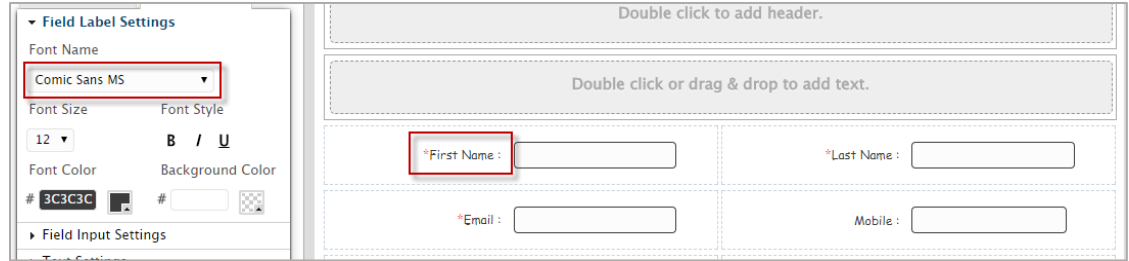 Field Label Settings
Font Name
Comic Sans MS
Font Size Font Style
12 B I U
Font Color Background Color
# 3C3C3C #
Field Input Settings
Text Settings
Double click to add header.
Double click or drag & drop to add text.
*First Name : *Last Name :
*Email : Mobile :